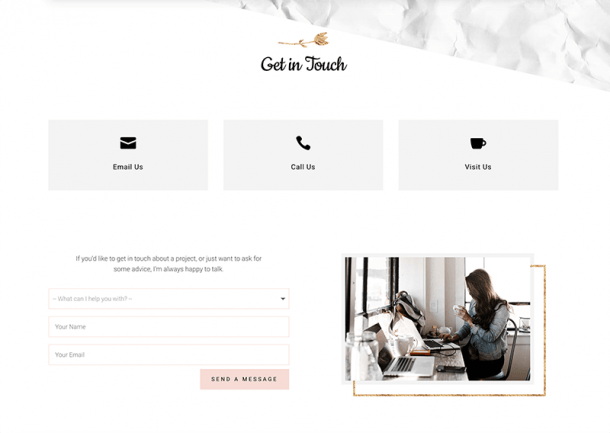 Get in Touch
Email Us
Call Us
Visit Us
If you'd like to get in touch about a project, or just want to ask for
some advice, I'm always happy to talk.
-- What can I help you with? --
Your Name
Your Email
SEND A MESSAGE